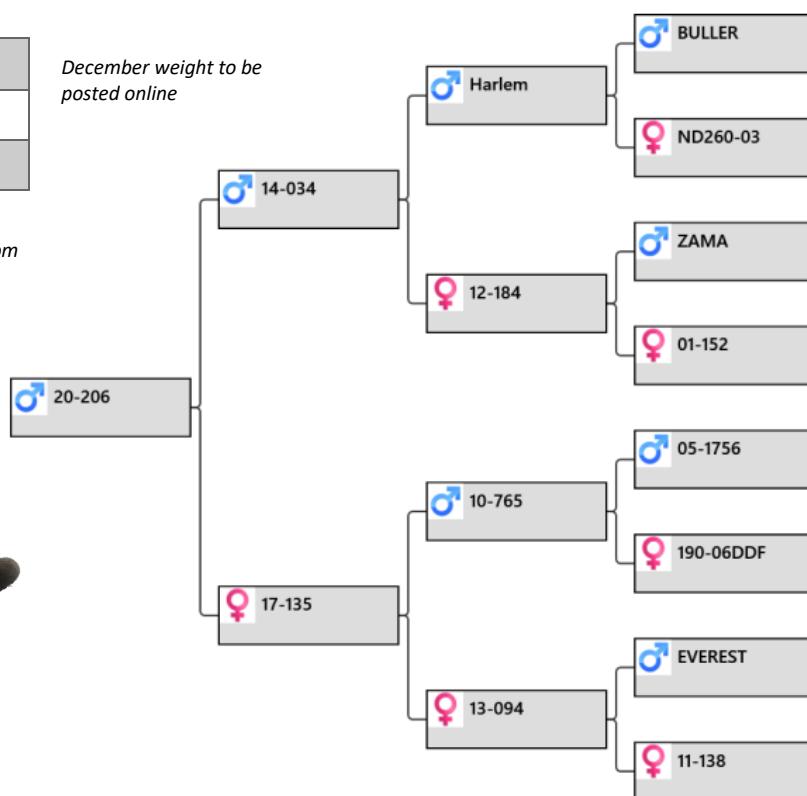 December weight to be
posted online
BULLER
Harlem
ND260-03
14-034
ZAMA
12-184
01-152
20-206
05-1756
10-765
190-06DDF
17-135
EVEREST
13-094
11-138